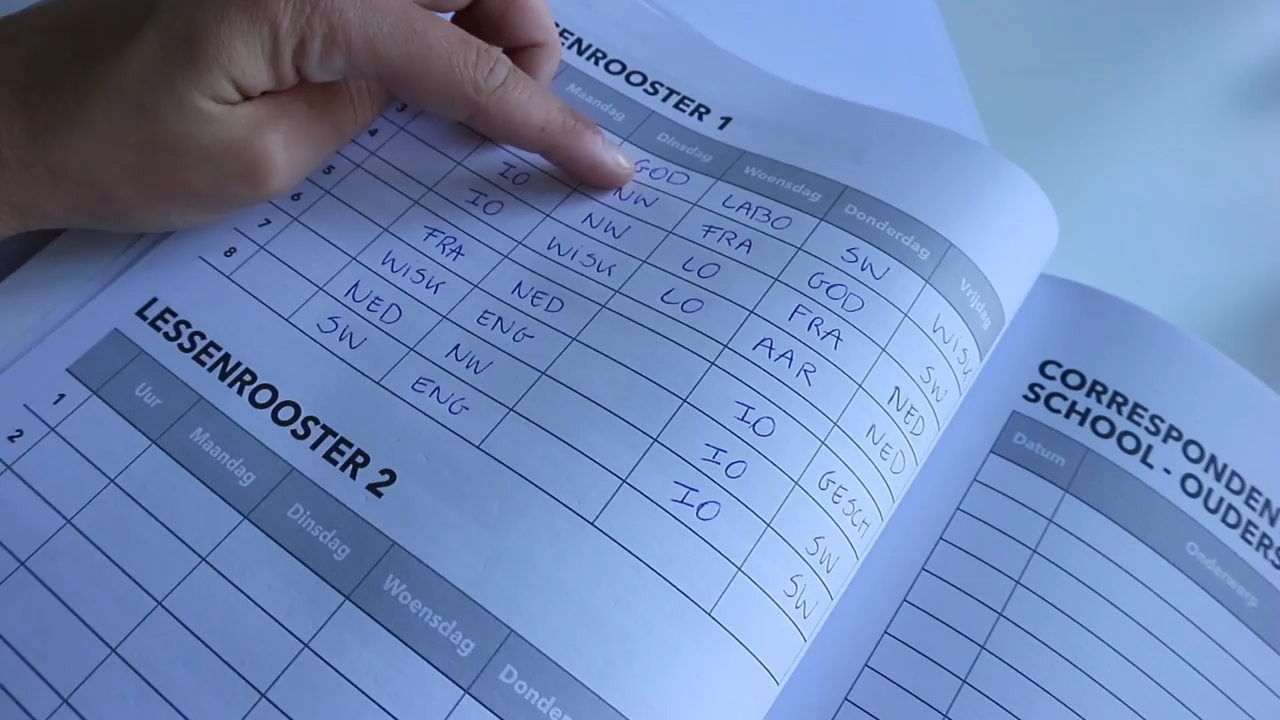 SENROOSTER 1
Maandag Dinsdag Woensdag Donderdag Vrijdag
GOD LABO SW WISK
NW FRA GOD SW
3 IO NW LO FRA NED
4 IO WISK LO AAR NED
5 FRA NED IO GESCH
6 WISK ENG IO SW
7 NED NW IO SW
8 SW ENG
LESSENROOSTER 2
Uur Maandag Dinsdag Woensdag Donder
1
2
CORRESPONDEN
SCHOOL - OUDERS
Datum Onderwerp